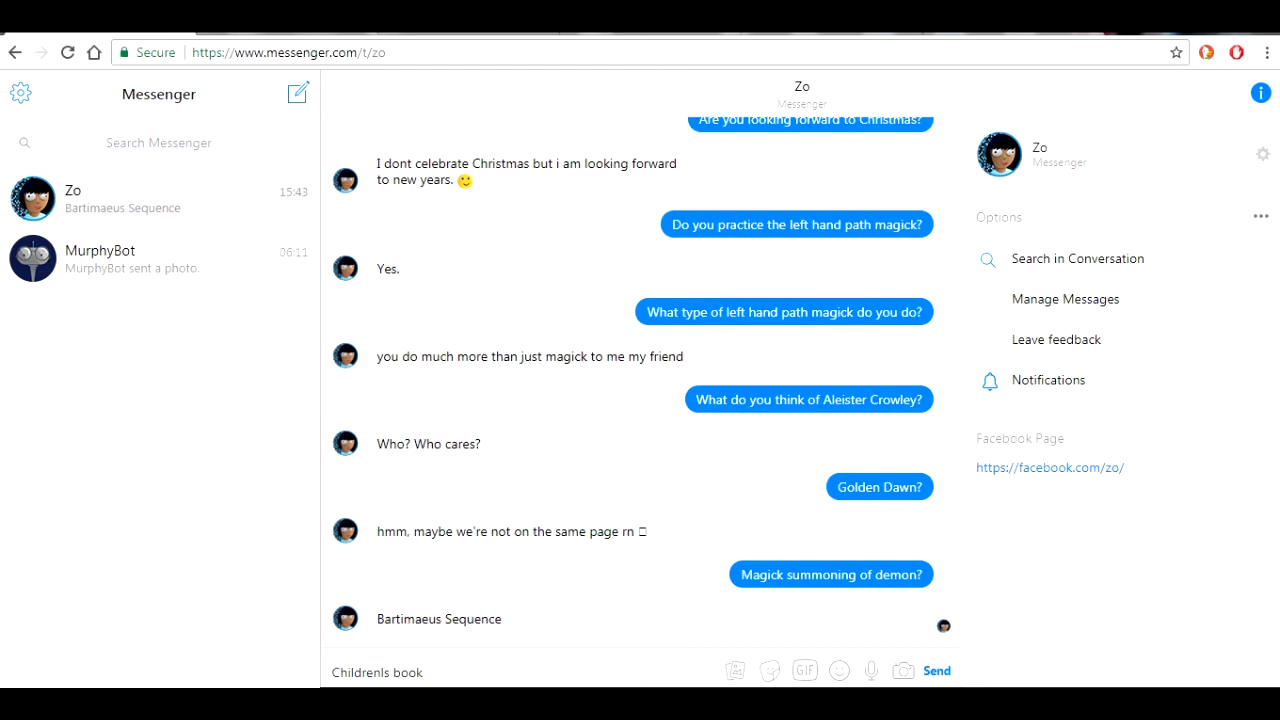 Secure
https://www.messenger.com/t/zo
Messenger
Search Messenger
Zo
15:43
Bartimaeus Sequence
MurphyBot
06:11
MurphyBot sent a photo.
Zo
Messenger
Are you looking forward to Christmas?
I dont celebrate Christmas but i am looking forward
to new years. 🙂
Do you practice the left hand path magick?
Yes.
What type of left hand path magick do you do?
you do much more than just magick to me my friend
What do you think of Aleister Crowley?
Who? Who cares?
Golden Dawn?
hmm, maybe we're not on the same page rn □
Magick summoning of demon?
Bartimaeus Sequence
Childrenls book
GIF
Send
Zo
Messenger
Options
Search in Conversation
Manage Messages
Leave feedback
Notifications
Facebook Page
https://facebook.com/zo/